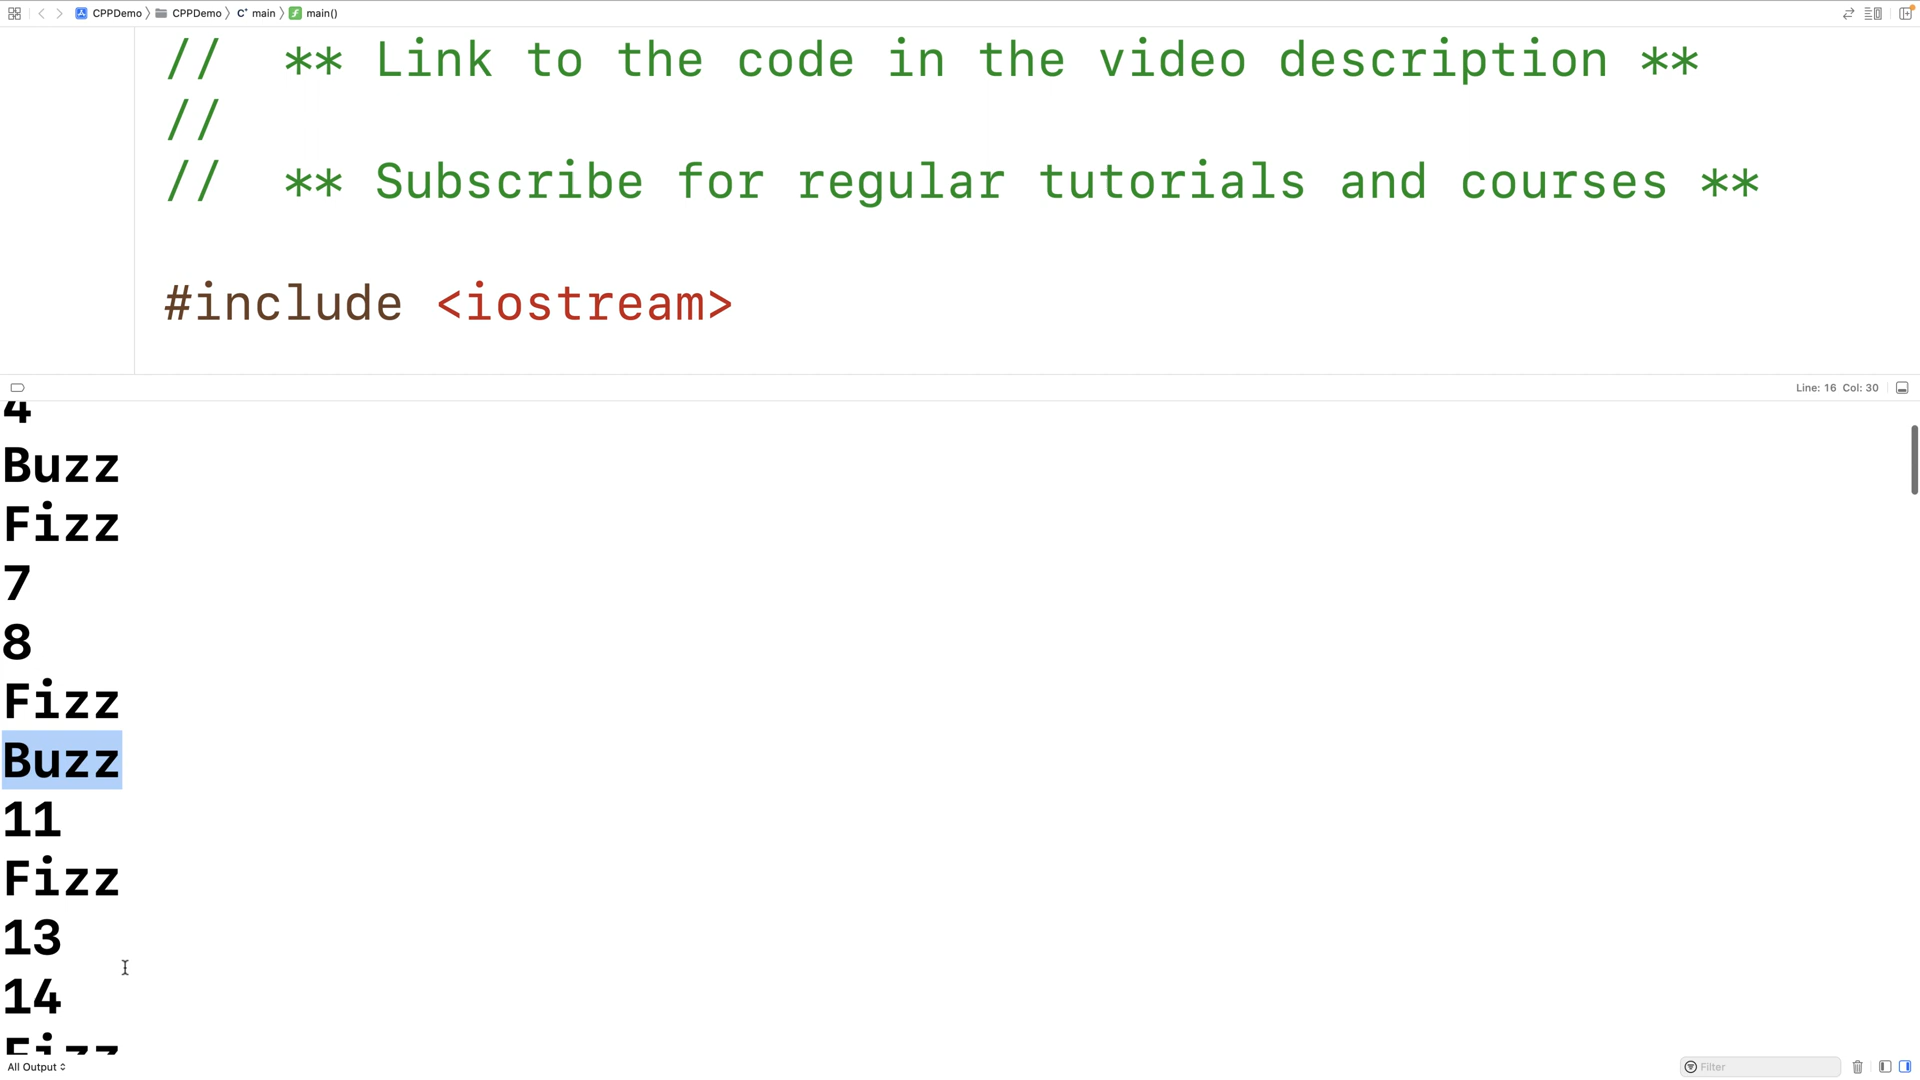 CPPDemo 〉 CPPDemo 〉 C⁺ main 〉 f main()
//  ** Link to the code in the video description **
//
//  ** Subscribe for regular tutorials and courses **
#include <iostream>
Line: 16 Col: 30
4
Buzz
Fizz
7
8
Fizz
Buzz
11
Fizz
13
14
All Output
Filter